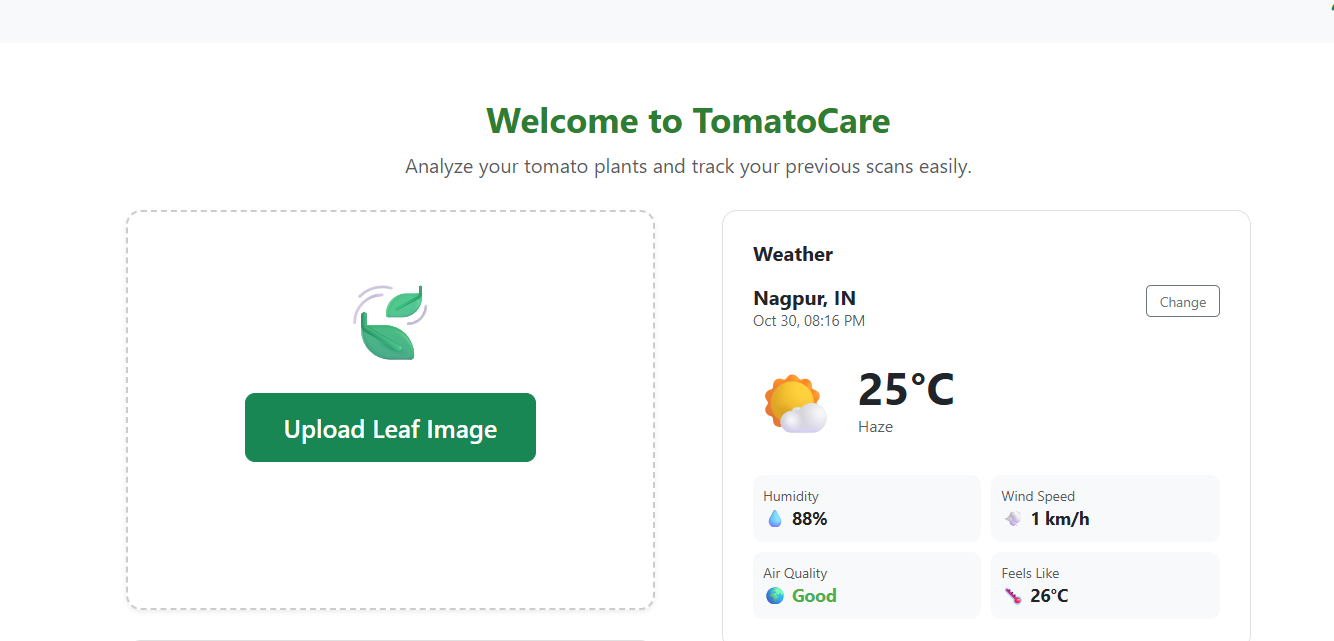 Welcome to TomatoCare
Analyze your tomato plants and track your previous scans easily.
Upload Leaf Image
Weather
Nagpur, IN
Oct 30, 08:16 PM
Change
25°C
Haze
Humidity
88%
Wind Speed
1 km/h
Air Quality
Good
Feels Like
26°C